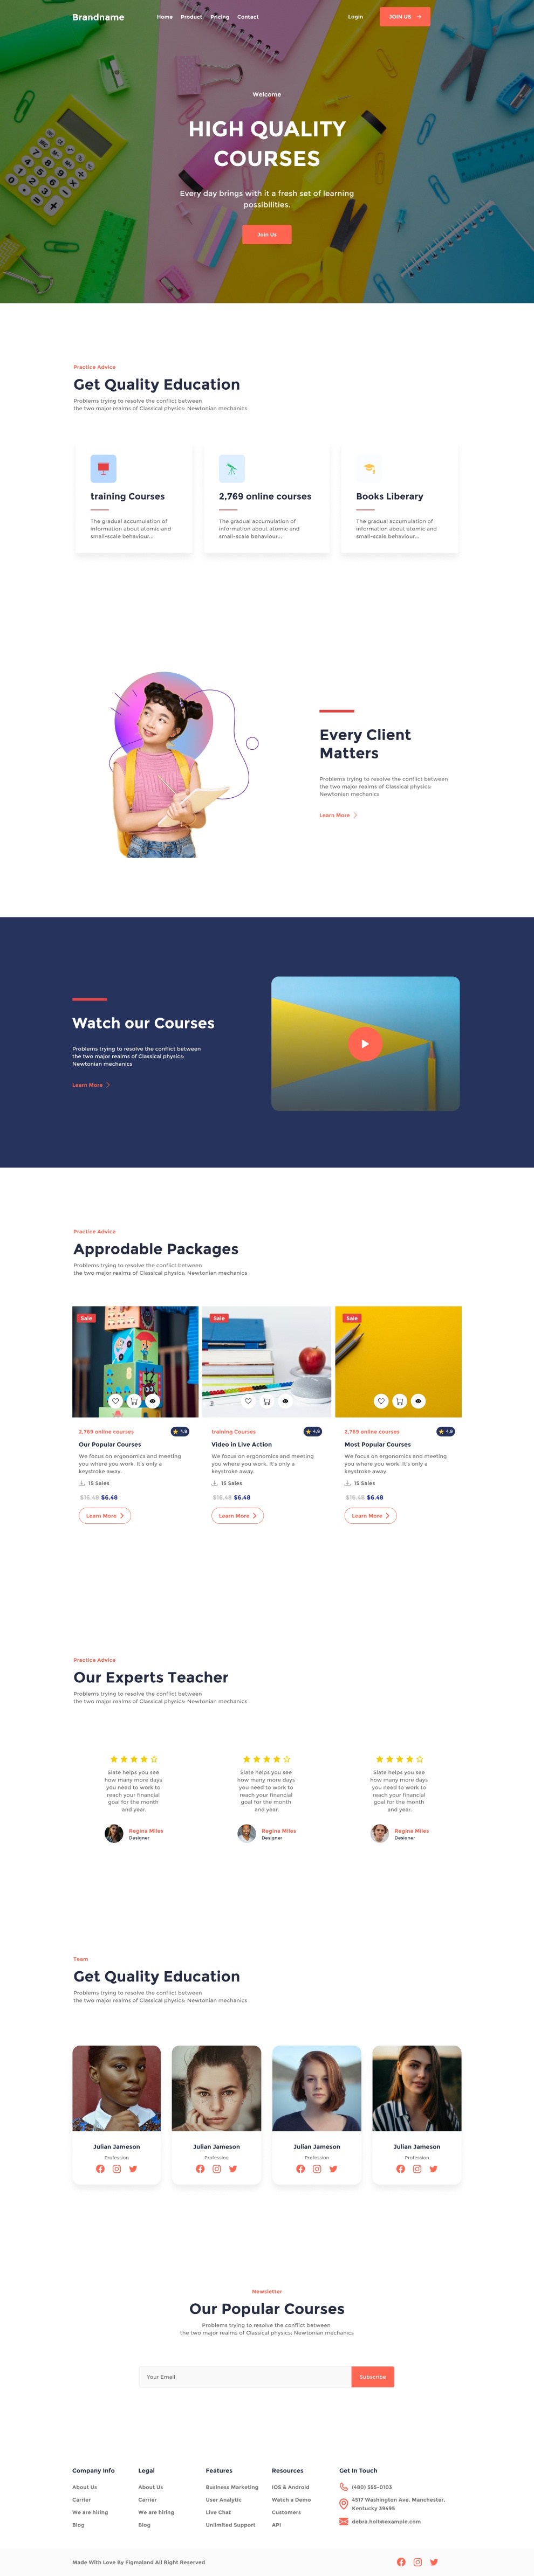 Brandname
Home Product Pricing Contact
Login
JOIN US
Welcome
HIGH QUALITY
COURSES
Every day brings with it a fresh set of learning
possibilities.
Join Us
Practice Advice
Get Quality Education
Problems trying to resolve the conflict between
the two major realms of Classical physics: Newtonian mechanics
training Courses
The gradual accumulation of
information about atomic and
small-scale behaviour...
2,769 online courses
The gradual accumulation of
information about atomic and
small-scale behaviour...
Books Liberary
The gradual accumulation of
information about atomic and
small-scale behaviour...
Every Client
Matters
Problems trying to resolve the conflict between
the two major realms of Classical physics:
Newtonian mechanics
Learn More
Watch our Courses
Problems trying to resolve the conflict between
the two major realms of Classical physics:
Newtonian mechanics
Learn More
Practice Advice
Approdable Packages
Problems trying to resolve the conflict between
the two major realms of Classical physics: Newtonian mechanics
Sale
2,769 online courses
4.9
Our Popular Courses
We focus on ergonomics and meeting
you where you work. It's only a
keystroke away.
15 Sales
$16.48 $6.48
Learn More
Sale
training Courses
4.9
Video in Live Action
We focus on ergonomics and meeting
you where you work. It's only a
keystroke away.
15 Sales
$16.48 $6.48
Learn More
Sale
2,769 online courses
4.9
Most Popular Courses
We focus on ergonomics and meeting
you where you work. It's only a
keystroke away.
15 Sales
$16.48 $6.48
Learn More
Practice Advice
Our Experts Teacher
Problems trying to resolve the conflict between
the two major realms of Classical physics: Newtonian mechanics
Slate helps you see
how many more days
you need to work to
reach your financial
goal for the month
and year.
Regina Miles
Designer
Slate helps you see
how many more days
you need to work to
reach your financial
goal for the month
and year.
Regina Miles
Designer
Slate helps you see
how many more days
you need to work to
reach your financial
goal for the month
and year.
Regina Miles
Designer
Team
Get Quality Education
Problems trying to resolve the conflict between
the two major realms of Classical physics: Newtonian mechanics
Julian Jameson
Profession
Julian Jameson
Profession
Julian Jameson
Profession
Julian Jameson
Profession
Newsletter
Our Popular Courses
Problems trying to resolve the conflict between
the two major realms of Classical physics: Newtonian mechanics
Your Email
Subscribe
Company Info
About Us
Carrier
We are hiring
Blog
Legal
About Us
Carrier
We are hiring
Blog
Features
Business Marketing
User Analytic
Live Chat
Unlimited Support
Resources
IOS & Android
Watch a Demo
Customers
API
Get In Touch
(480) 555-0103
4517 Washington Ave. Manchester,
Kentucky 39495
debra.holt@example.com
Made With Love By Figmaland All Right Reserved